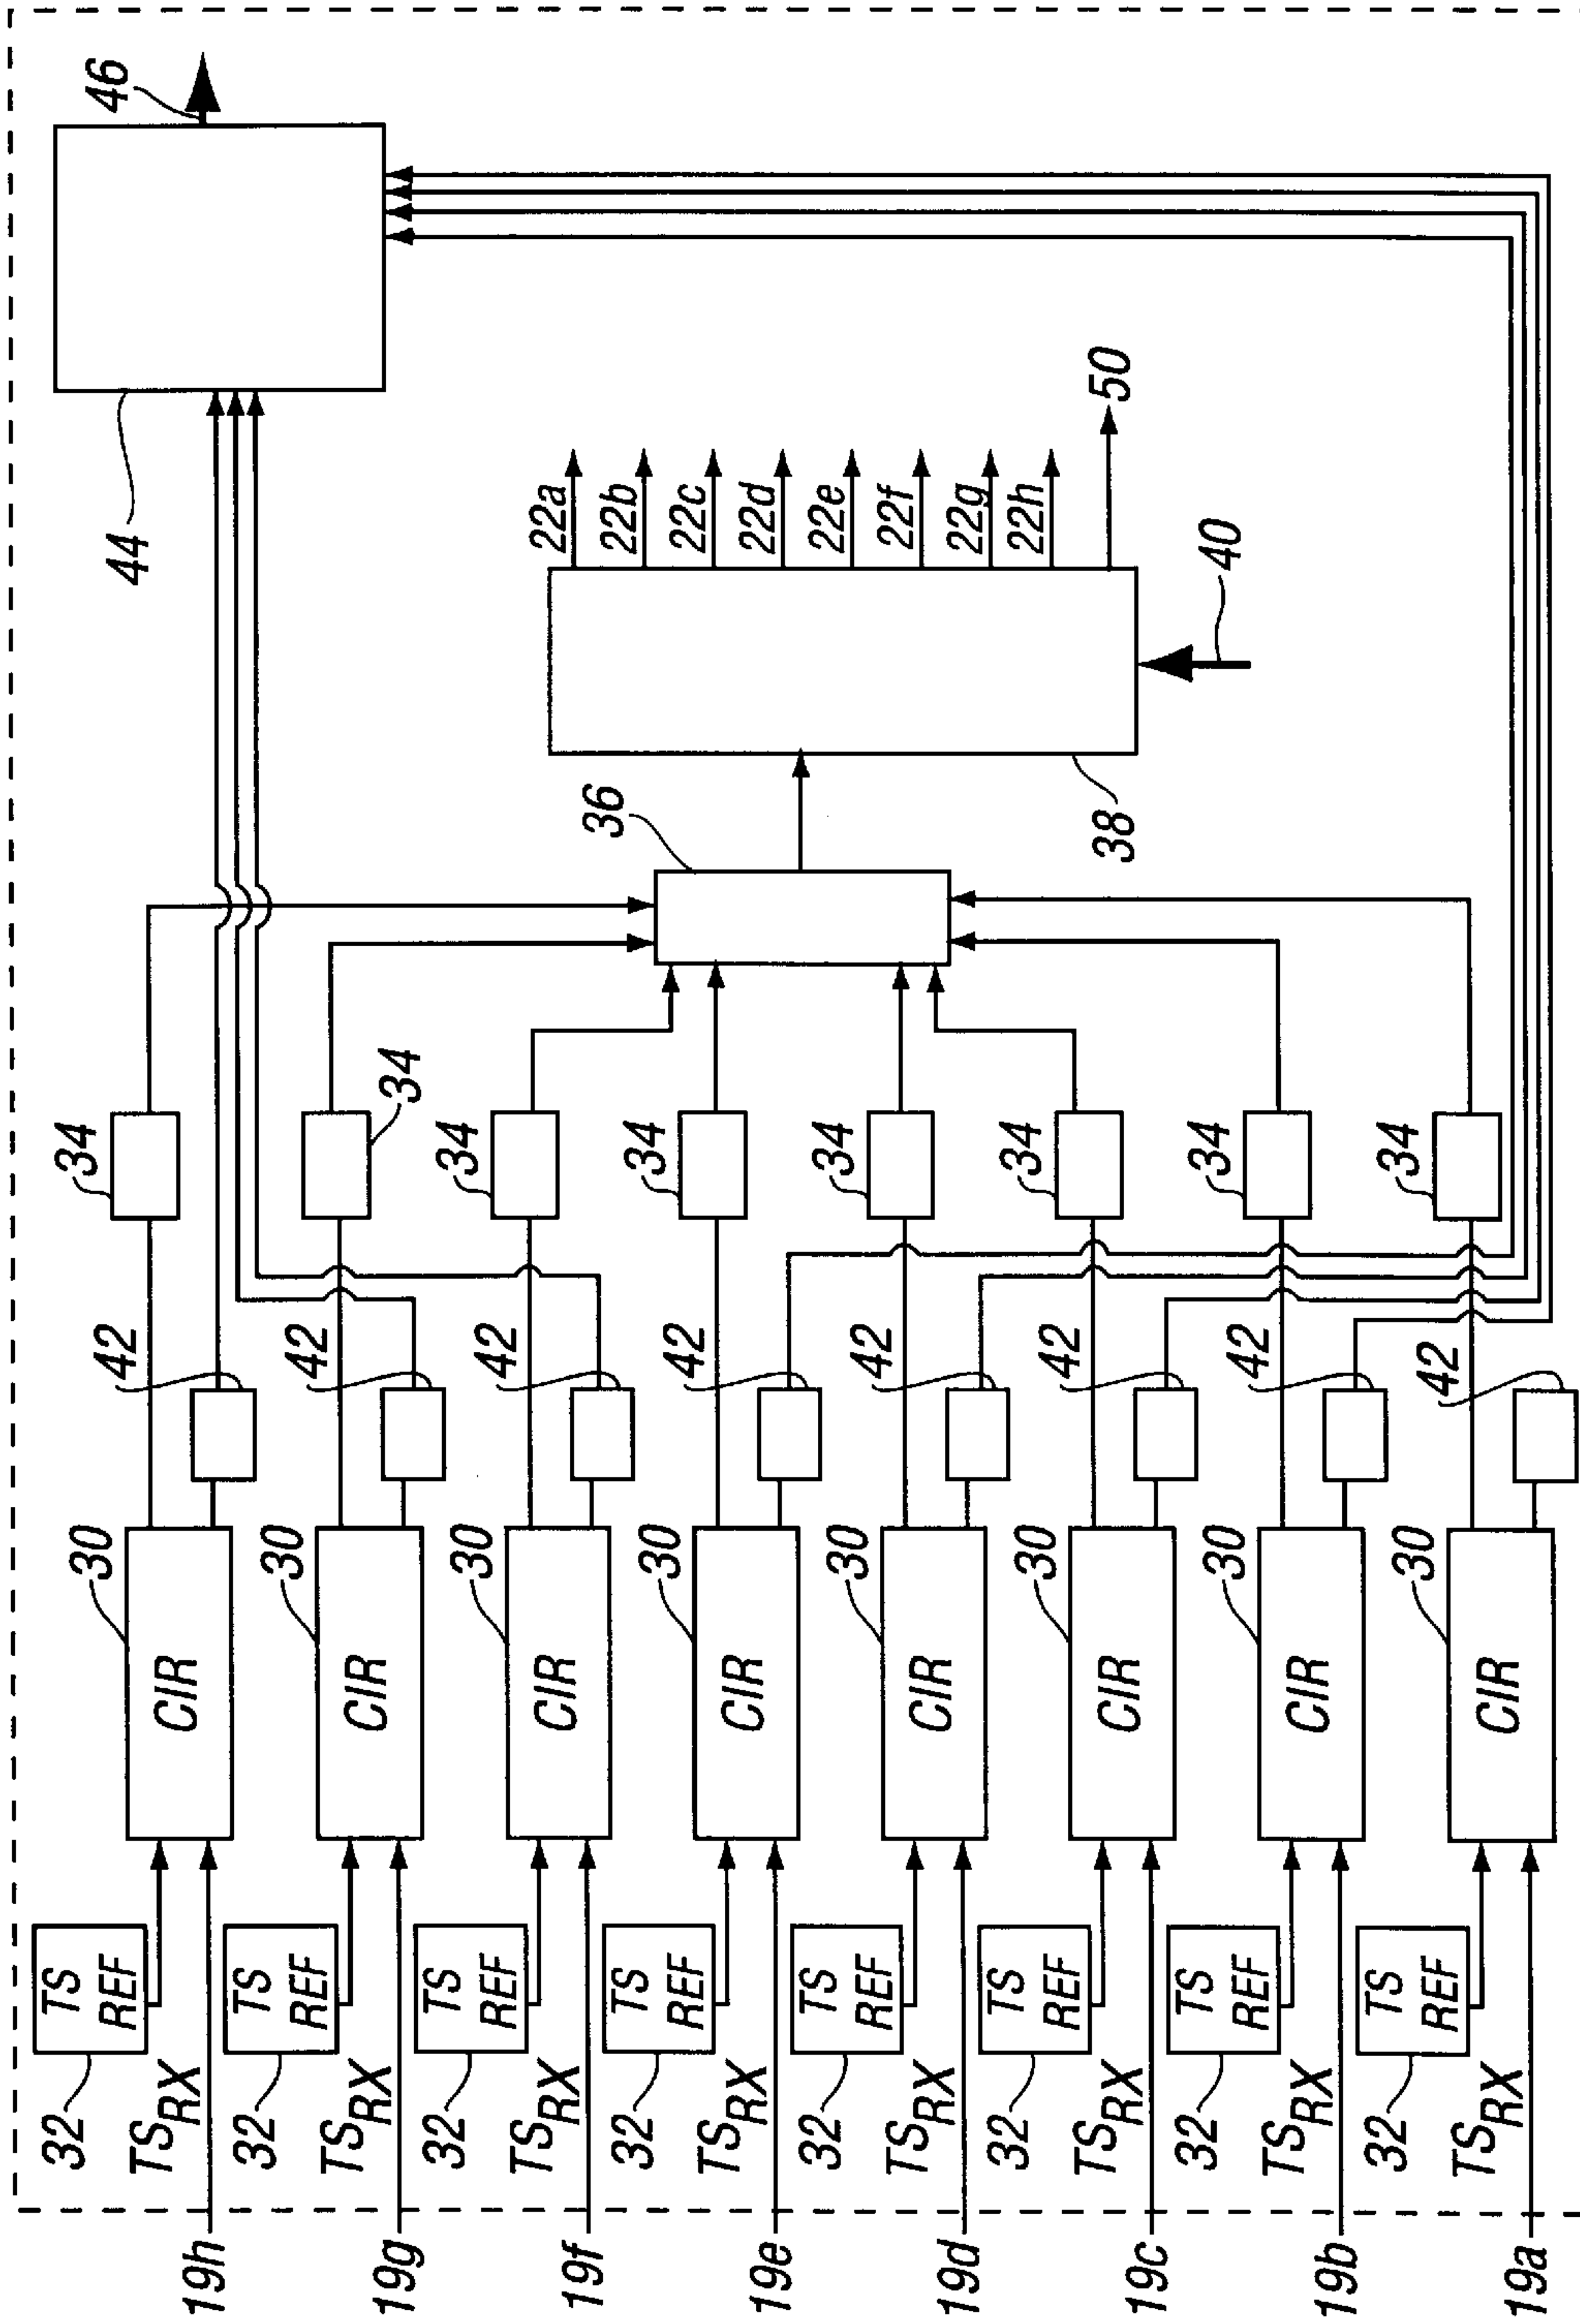 46
44
22a
22b
22c
22d
22e
22f
22g
22h
50
40
36
38
34
34
34
34
34
34
34
34
42
42
42
42
42
42
42
42
30
30
30
30
30
30
30
30
CIR
CIR
CIR
CIR
CIR
CIR
CIR
CIR
TS
REF
TS
REF
TS
REF
TS
REF
TS
REF
TS
REF
TS
REF
TS
REF
32
32
32
32
32
32
32
32
TSRX
TSRX
TSRX
TSRX
TSRX
TSRX
TSRX
TSRX
19h
19g
19f
19e
19d
19c
19b
19a